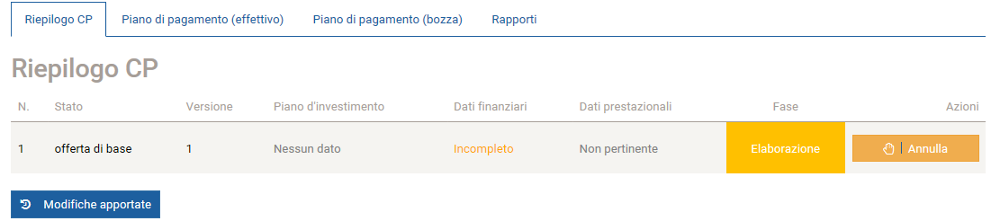 Riepilogo CP Piano di pagamento (effettivo) Piano di pagamento (bozza) Rapporti
Riepilogo CP
N. Stato Versione Piano d'investimento Dati finanziari Dati prestazionali Fase Azioni
1 offerta di base 1 Nessun dato Incompleto Non pertinente Elaborazione Annulla
Modifiche apportate